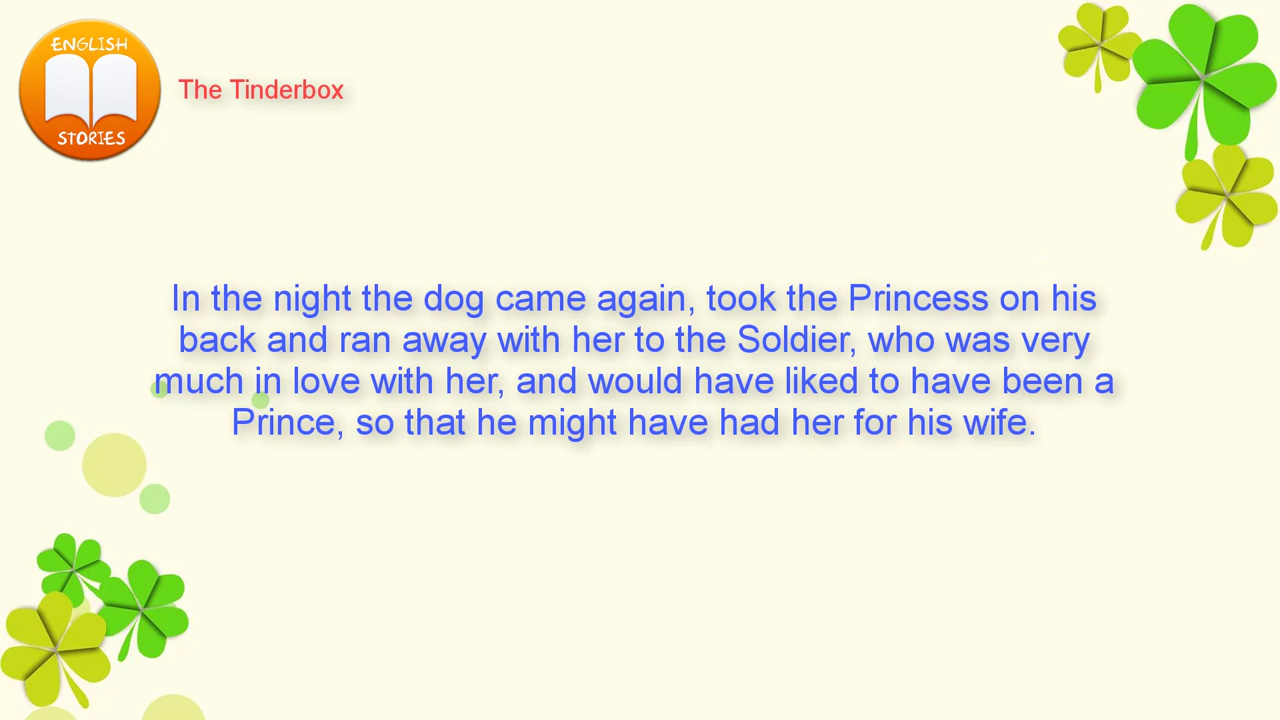 ENGLISH
STORIES
The Tinderbox
In the night the dog came again, took the Princess on his
back and ran away with her to the Soldier, who was very
much in love with her, and would have liked to have been a
Prince, so that he might have had her for his wife.